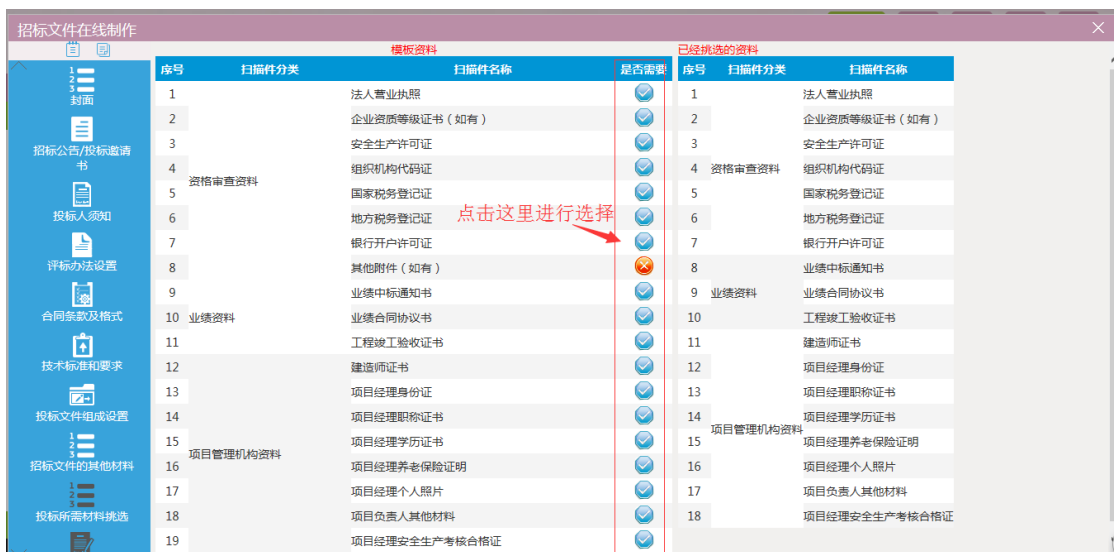 招标文件在线制作
封面
招标公告/投标邀请
书
投标人须知
评标办法设置
合同条款及格式
技术标准和要求
投标文件组成设置
招标文件的其他材料
投标所需材料挑选
模板资料
序号 扫描件分类 扫描件名称 是否需要
1 法人营业执照
2 企业资质等级证书(如有)
3 安全生产许可证
4 组织机构代码证
资格审查资料
5 国家税务登记证
6 地方税务登记证
点击这里进行选择
7 银行开户许可证
8 其他附件(如有)
9 业绩中标通知书
10 业绩资料 业绩合同协议书
11 工程竣工验收证书
12 建造师证书
13 项目经理身份证
14 项目经理职称证书
15 项目经理学历证书
项目管理机构资料
16 项目经理养老保险证明
17 项目经理个人照片
18 项目负责人其他材料
19 项目经理安全生产考核合格证
已经挑选的资料
序号 扫描件分类 扫描件名称
1 法人营业执照
2 企业资质等级证书(如有)
3 安全生产许可证
4 资格审查资料 组织机构代码证
5 国家税务登记证
6 地方税务登记证
7 银行开户许可证
8 业绩中标通知书
9 业绩资料 业绩合同协议书
10 工程竣工验收证书
11 建造师证书
12 项目经理身份证
13 项目经理职称证书
14 项目经理学历证书
项目管理机构资料
15 项目经理养老保险证明
16 项目经理个人照片
17 项目负责人其他材料
18 项目经理安全生产考核合格证